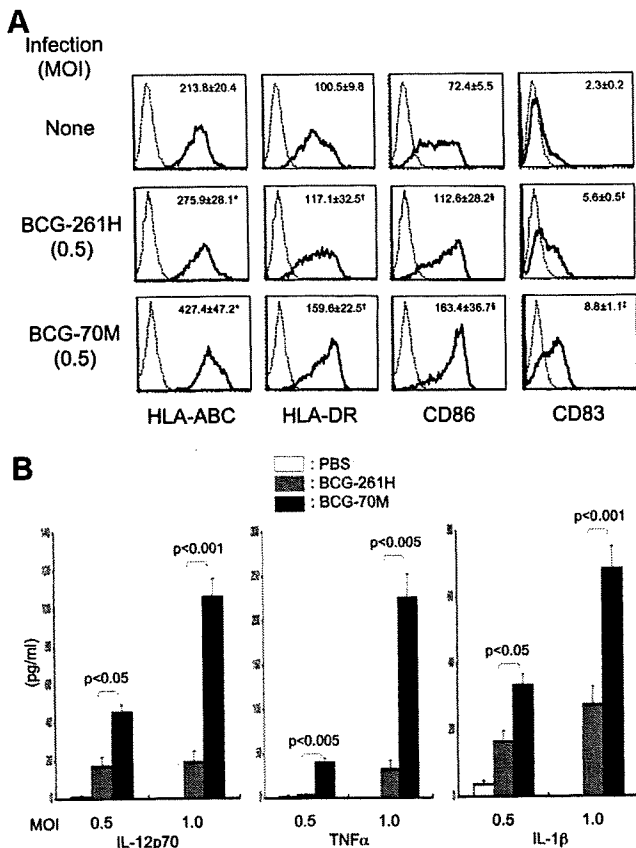 A
Infection
(MOI)
None
213.8±20.4
100.5±9.8
72.4±5.5
2.3±0.2
BCG-261H
(0.5)
275.9±28.1*
117.1±32.5†
112.6±28.2§
5.6±0.5‡
BCG-70M
(0.5)
427.4±47.2*
159.6±22.5†
163.4±36.7§
8.8±1.1‡
HLA-ABC
HLA-DR
CD86
CD83
B
: PBS
: BCG-261H
: BCG-70M
(pg/ml)
p<0.05
p<0.001
p<0.005
p<0.005
p<0.05
p<0.001
MOI
0.5
1.0
0.5
1.0
0.5
1.0
IL-12p70
TNFα
IL-1β